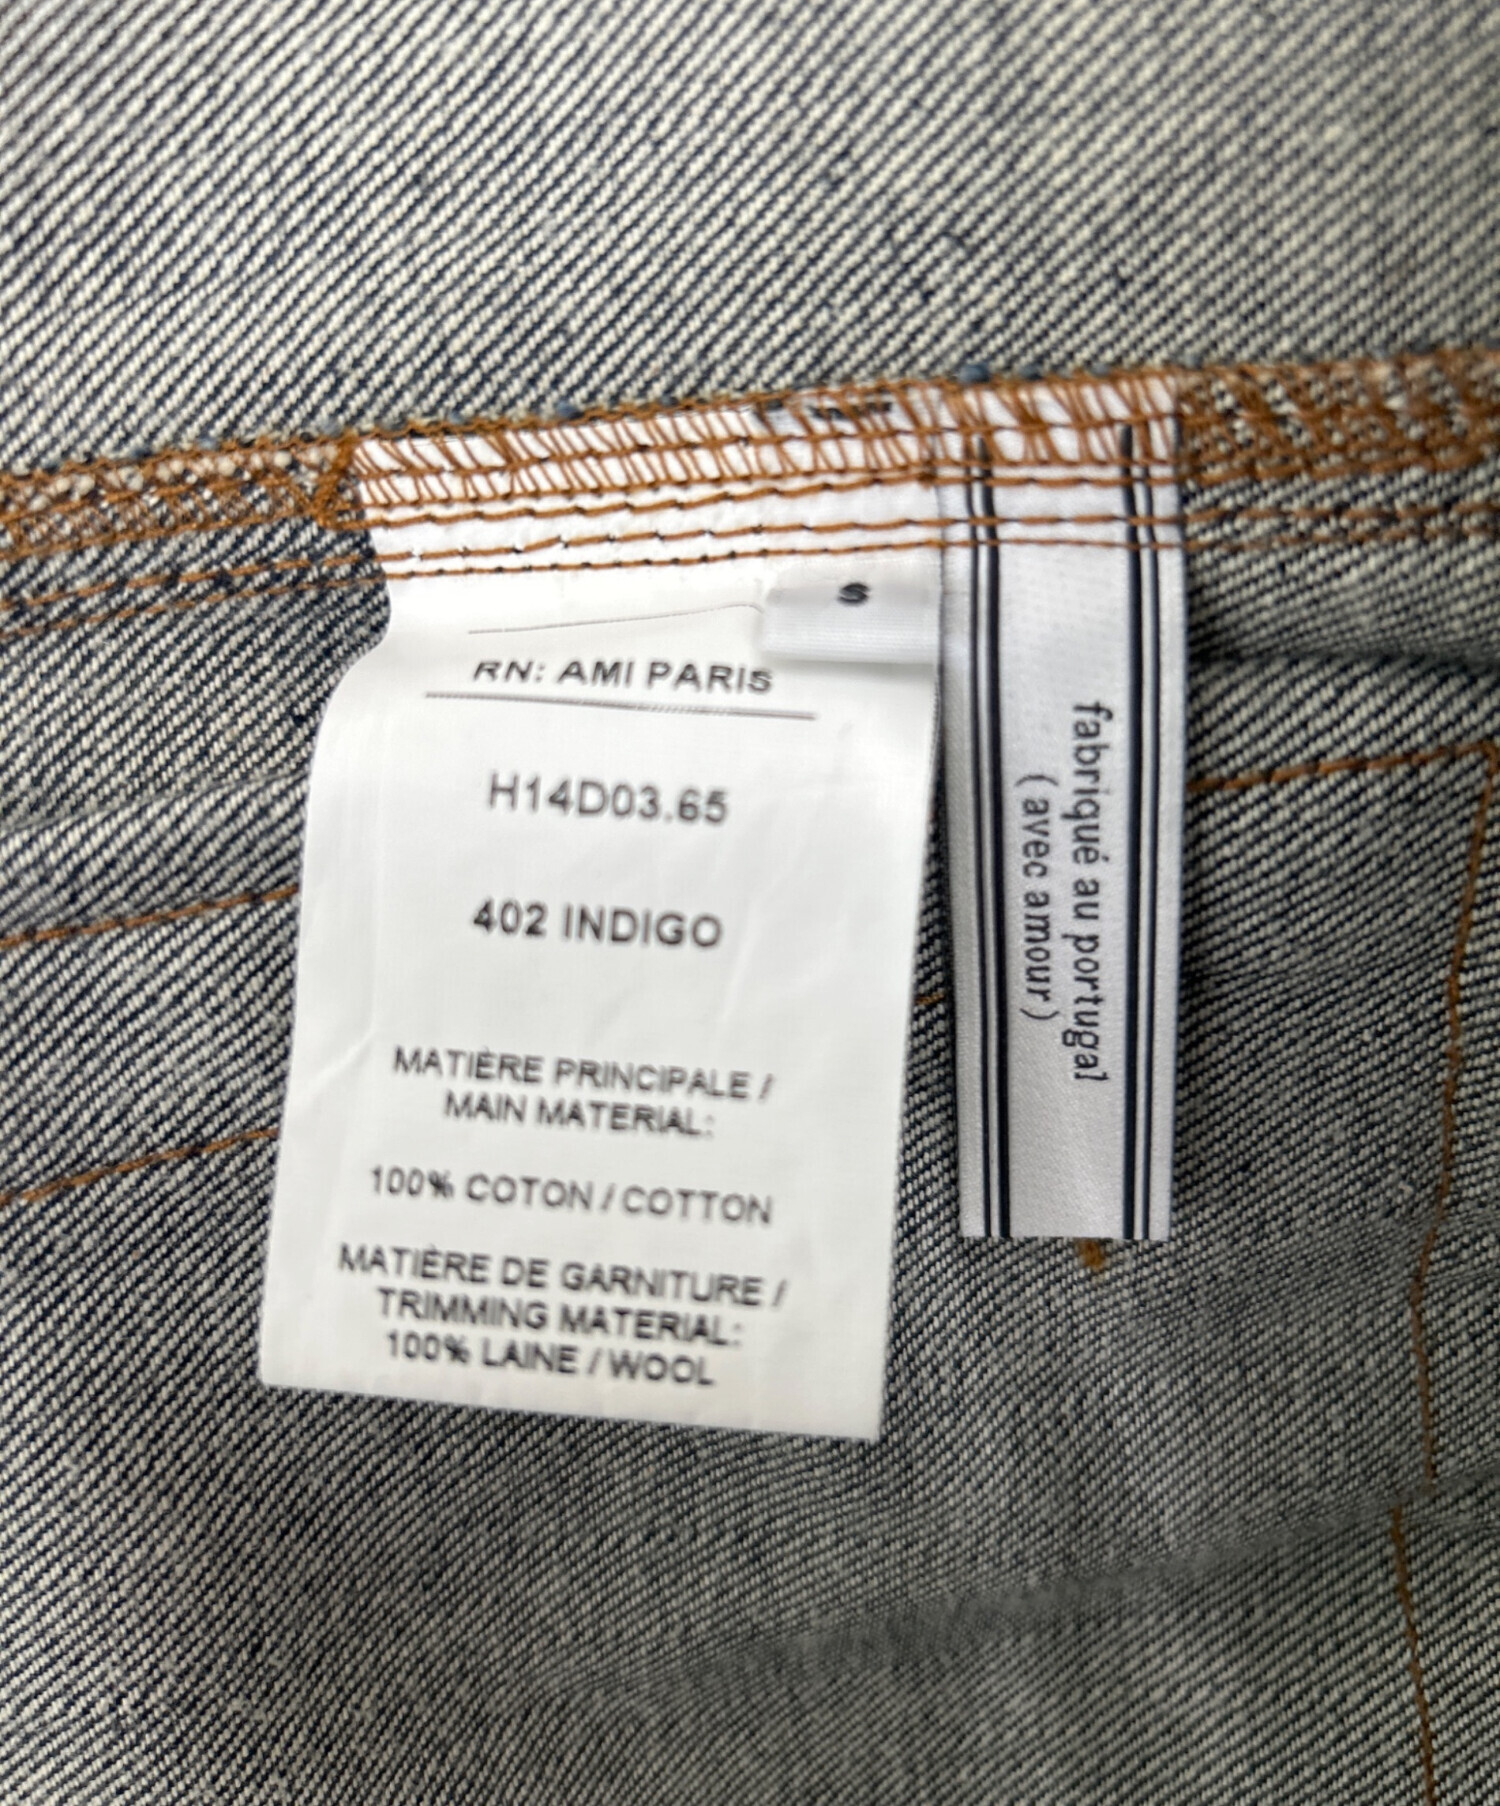 S
RN: AMI PARIS
H14D03.65
402 INDIGO
MATIÈRE PRINCIPALE /
MAIN MATERIAL:
100% COTON / COTTON
MATIÈRE DE GARNITURE /
TRIMMING MATERIAL:
100% LAINE / WOOL
fabriqué au portugal
( avec amour )